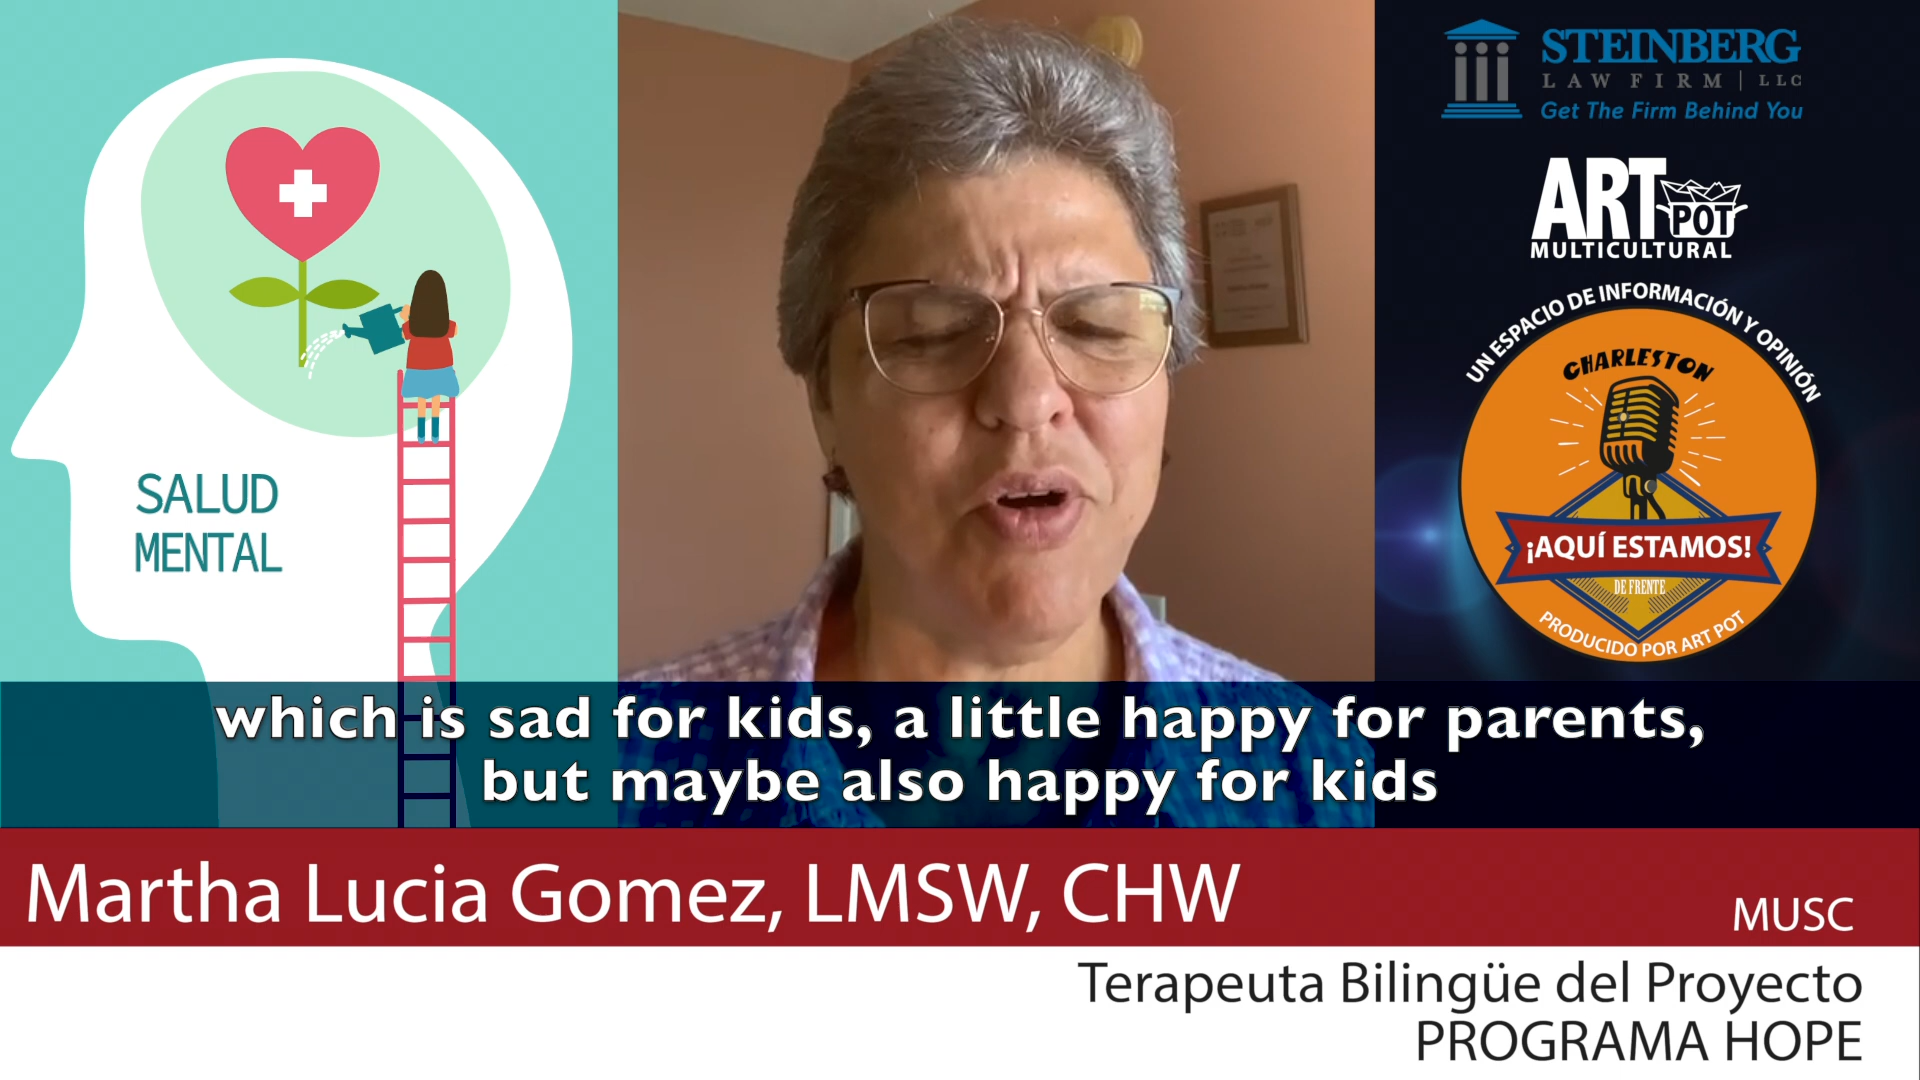 SALUD
MENTAL
STEINBERG
LAW FIRM | LLC
Get The Firm Behind You
ART
POT
MULTICULTURAL
UN ESPACIO DE INFORMACIÓN Y OPINIÓN
CHARLESTON
¡AQUÍ ESTAMOS!
DE FRENTE
PRODUCIDO POR ART POT
which is sad for kids, a little happy for parents,
but maybe also happy for kids
Martha Lucia Gomez, LMSW, CHW
MUSC
Terapeuta Bilingüe del Proyecto
PROGRAMA HOPE